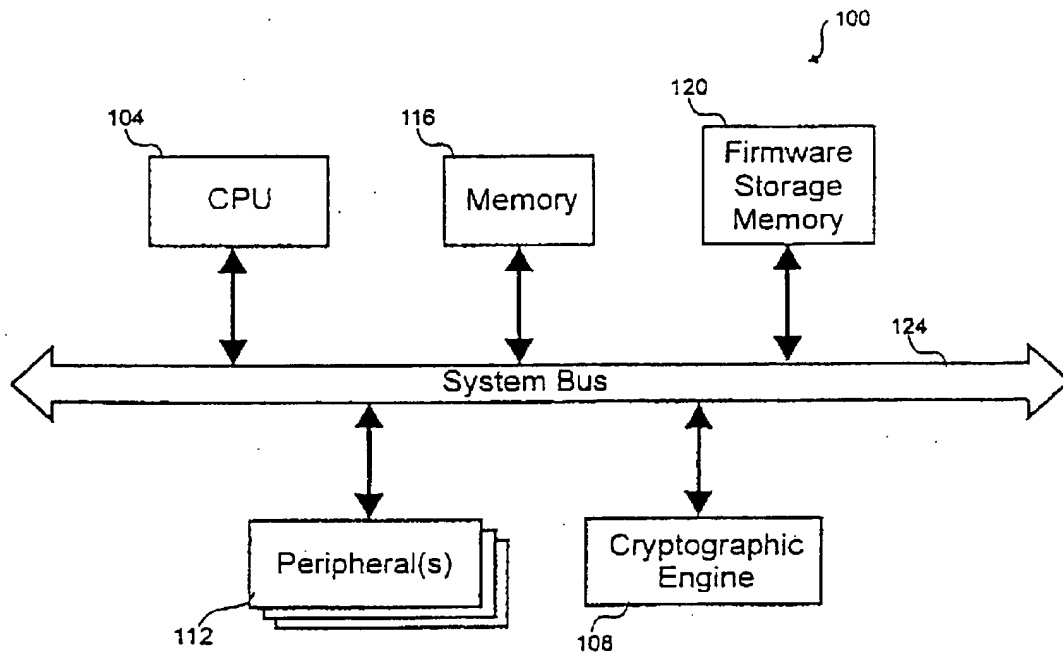 100
104
116
120
CPU
Memory
Firmware
Storage
Memory
124
System Bus
Peripheral(s)
Cryptographic
Engine
112
108